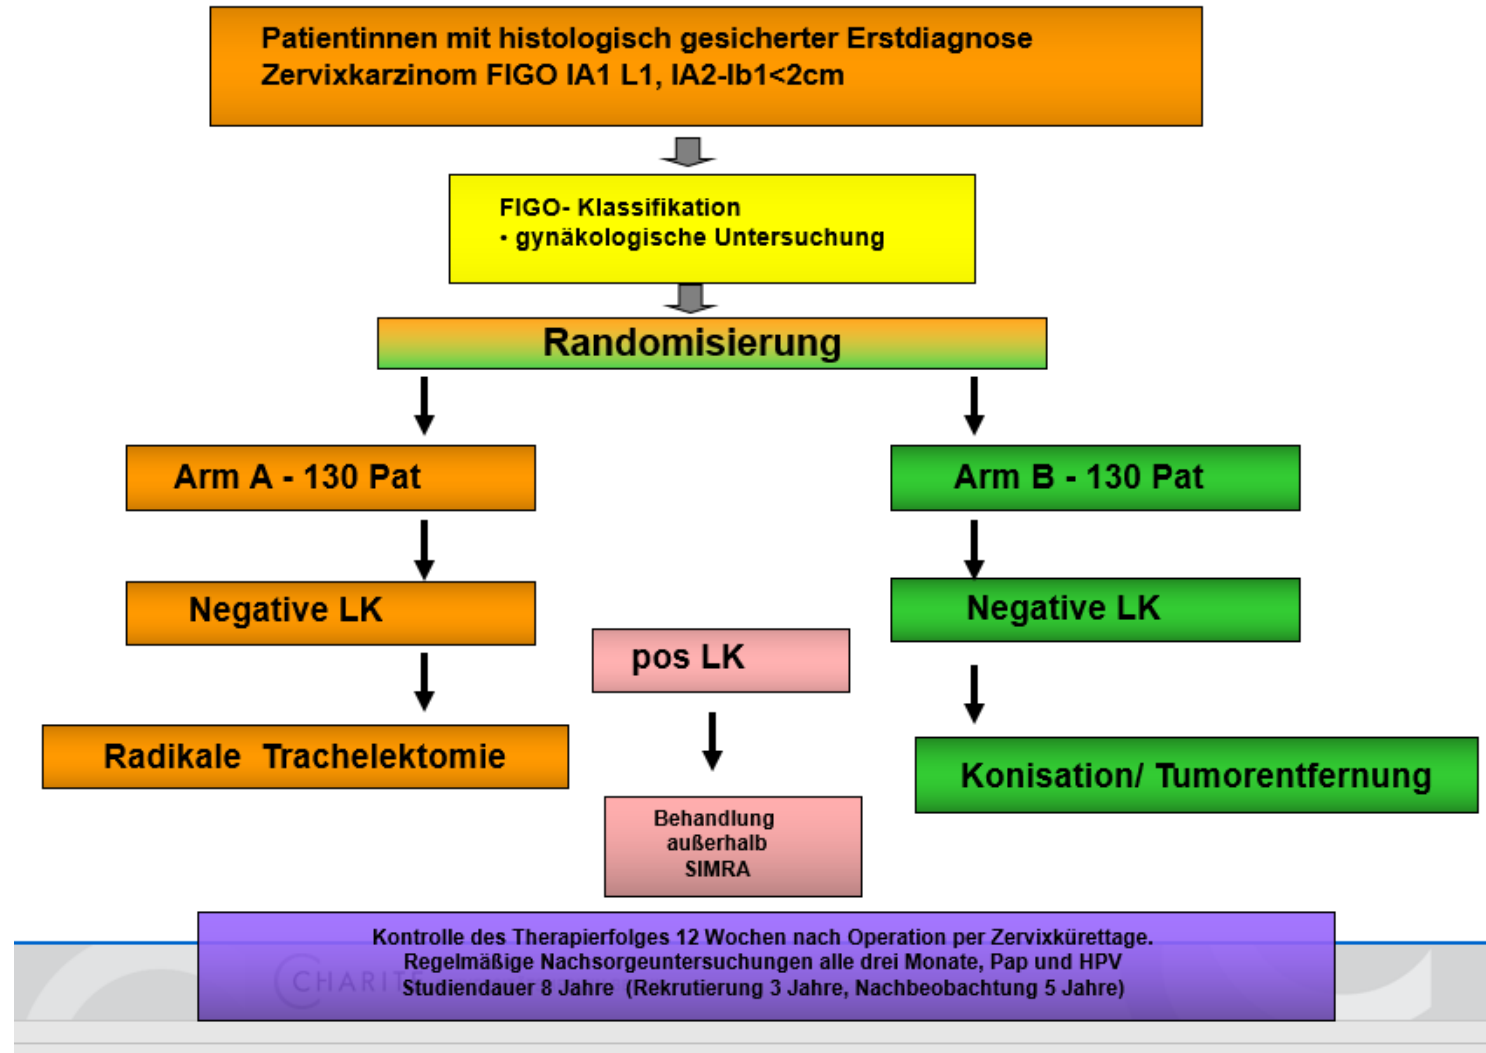 Patientinnen mit histologisch gesicherter Erstdiagnose
Zervixkarzinom FIGO IA1 L1, IA2-Ib1<2cm
FIGO- Klassifikation
• gynäkologische Untersuchung
Randomisierung
Arm A - 130 Pat
Arm B - 130 Pat
Negative LK
Negative LK
pos LK
Radikale Trachelektomie
Konisation/ Tumorentfernung
Behandlung
außerhalb
SIMRA
Kontrolle des Therapierfolges 12 Wochen nach Operation per Zervixkürettage.
Regelmäßige Nachsorgeuntersuchungen alle drei Monate, Pap und HPV
Studiendauer 8 Jahre (Rekrutierung 3 Jahre, Nachbeobachtung 5 Jahre)
CHARITÉ